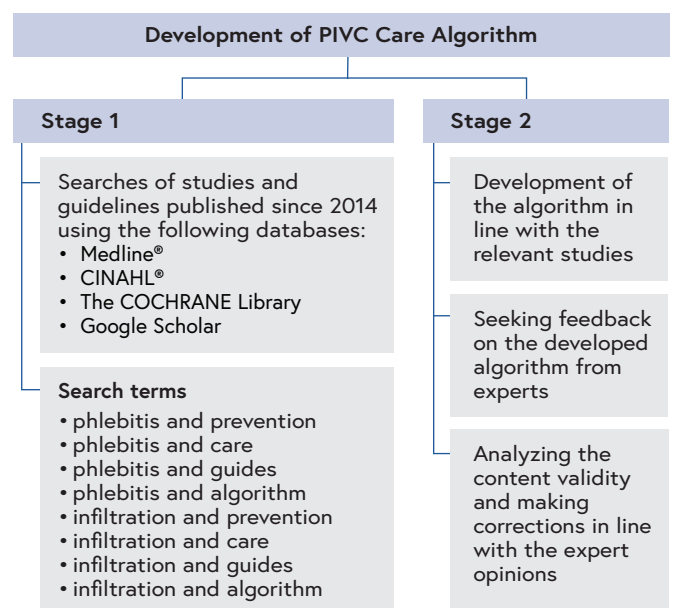 Development of PIVC Care Algorithm
Stage 1
Searches of studies and
guidelines published since 2014
using the following databases:
• Medline®
• CINAHL®
• The COCHRANE Library
• Google Scholar
Search terms
• phlebitis and prevention
• phlebitis and care
• phlebitis and guides
• phlebitis and algorithm
• infiltration and prevention
• infiltration and care
• infiltration and guides
• infiltration and algorithm
Stage 2
Development of
the algorithm in
line with the
relevant studies
Seeking feedback
on the developed
algorithm from
experts
Analyzing the
content validity
and making
corrections in line
with the expert
opinions